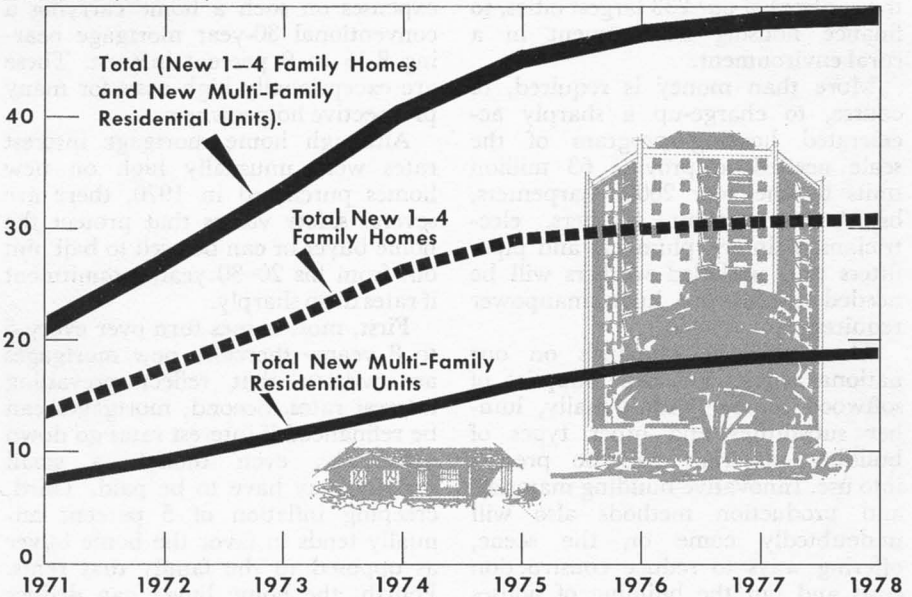 Total (New 1—4 Family Homes
and New Multi-Family
Residential Units)
40
Total New 1—4
Family Homes
30
20
Total New Mulit-Family
Residential Units
10
0
1971 1972 1973 1974 1975 1976 1977 1978